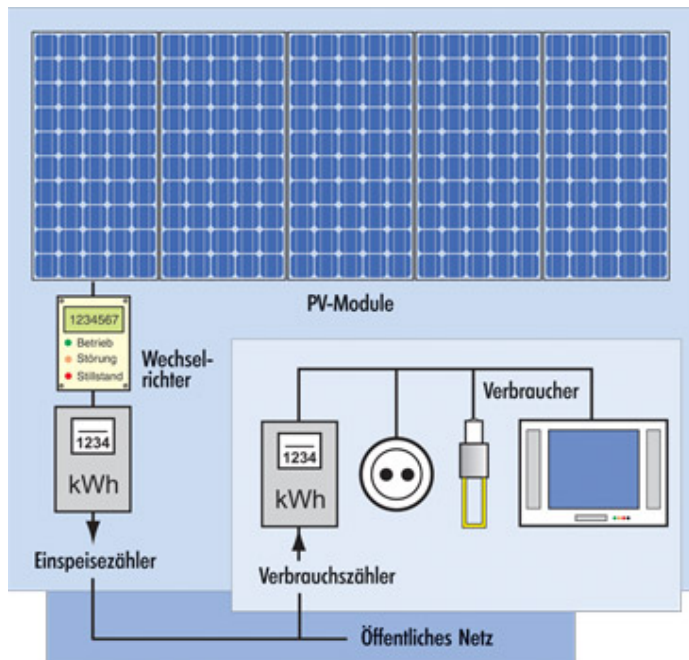 PV-Module
1234567
Betrieb
Störung
Stillstand
Wechsel-
richter
Verbraucher
1234
kWh
1234
kWh
Einspeisezähler
Verbrauchszähler
Öffentliches Netz